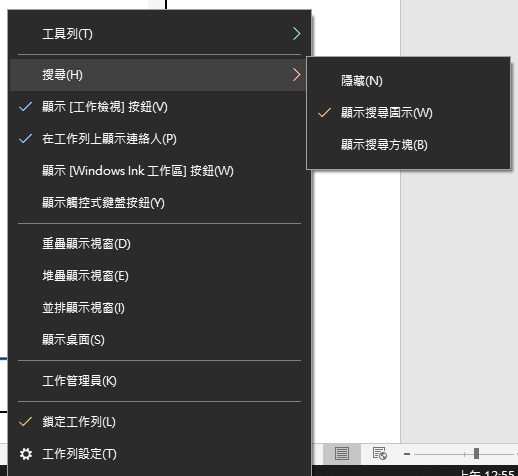 工具列(T)
搜尋(H)
顯示 [工作檢視] 按鈕(V)
在工作列上顯示連絡人(P)
顯示 [Windows Ink 工作區] 按鈕(W)
顯示觸控式鍵盤按鈕(Y)
重疊顯示視窗(D)
堆疊顯示視窗(E)
並排顯示視窗(I)
顯示桌面(S)
工作管理員(K)
鎖定工作列(L)
工作列設定(T)
隱藏(N)
顯示搜尋圖示(W)
顯示搜尋方塊(B)
上午 12:55